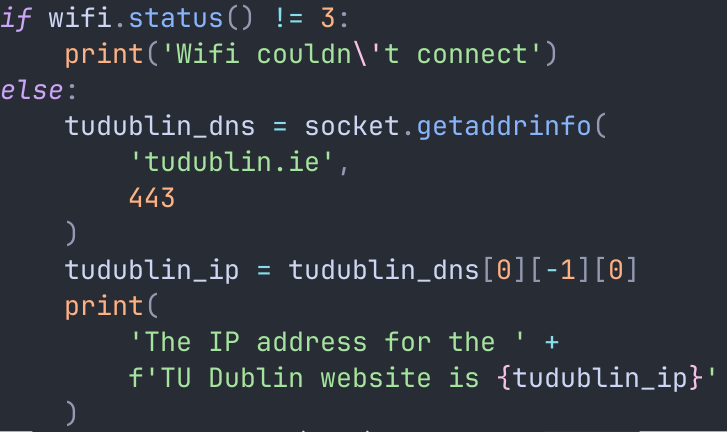 if wifi.status() != 3:
    print('Wifi couldn\'t connect')
else:
    tudublin_dns = socket.getaddrinfo(
        'tudublin.ie',
        443
    )
    tudublin_ip = tudublin_dns[0][-1][0]
    print(
        'The IP address for the ' +
        f'TU Dublin website is {tudublin_ip}'
    )